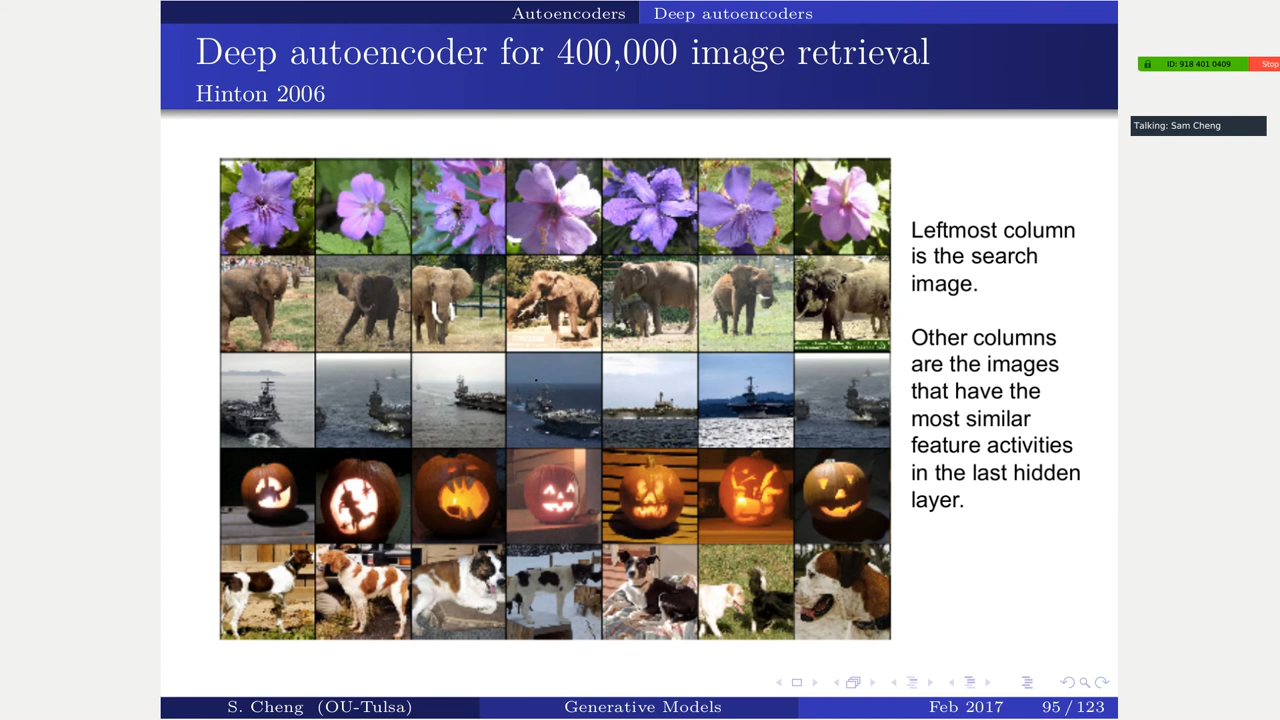 Autoencoders Deep autoencoders
Deep autoencoder for 400,000 image retrieval
Hinton 2006
ID: 918 401 0409 Stop
Talking: Sam Cheng
Leftmost column
is the search
image.
Other columns
are the images
that have the
most similar
feature activities
in the last hidden
layer.
S. Cheng (OU-Tulsa) Generative Models Feb 2017 95 / 123